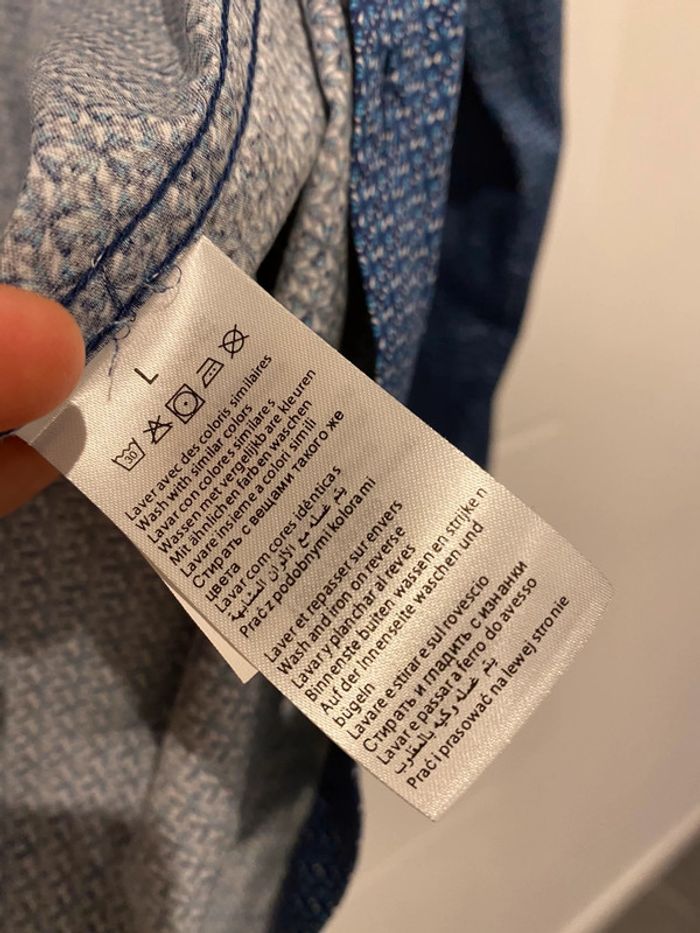 L
30
Laver avec des coloris similaires
Wash with similar colors
Lavar con colores similares
Wassen met vergelijkbare kleuren
Mit ähnlichen farben waschen
Lavare insieme a colori simili
Стирать с вещами такого же
цвета
Lavar com cores idênticas
يتم غسله مع الألوان المتشابهة
Prać z podobnymi kolorami
Laver et repasser sur envers
Wash and iron on reverse
Lavar y planchar al revés
Binnenste buiten wassen en strijken
Auf der Innenseite waschen und
bügeln
Lavare e stirare sul rovescio
Стирать и гладить с изнанки
Lavar e passar a ferro do avesso
يتم غسله وكيه بالمقلوب
Prać i prasować na lewej stronie